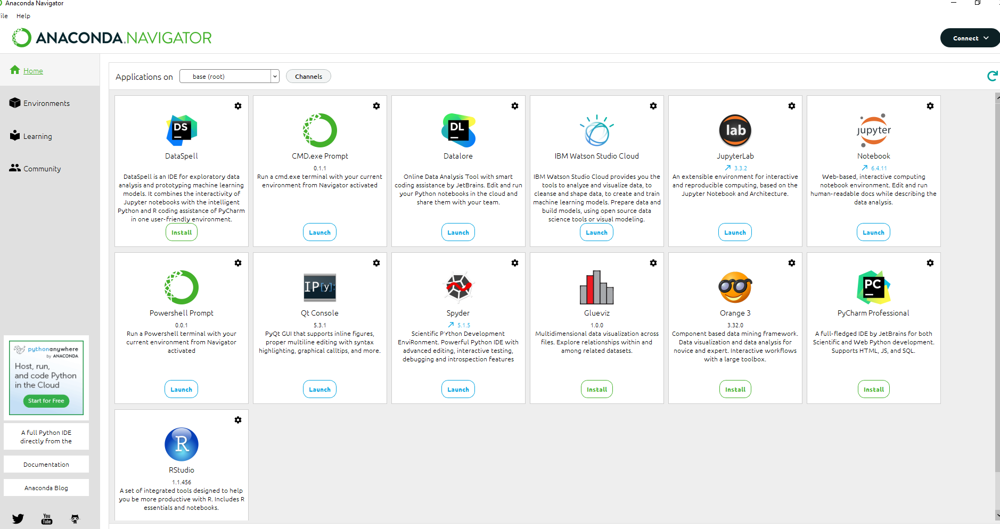 Anaconda Navigator
ile Help
ANACONDA.NAVIGATOR
Connect
Home
Environments
Learning
Community
Applications on base (root) Channels
DS
DataSpell
DataSpell is an IDE for exploratory data
analysis and prototyping machine learning
models. It combines the interactivity of
Jupyter notebooks with the intelligent
Python and R coding assistance of PyCharm
in one user-friendly environment.
Install
CMD.exe Prompt
0.1.1
Run a cmd.exe terminal with your current
environment from Navigator activated
Launch
DL
Datalore
Online Data Analysis Tool with smart
coding assistance by JetBrains. Edit and run
your Python notebooks in the cloud and
share them with your team.
Launch
IBM Watson Studio Cloud
IBM Watson Studio Cloud provides you the
tools to analyze and visualize data, to
cleanse and shape data, to create and train
machine learning models. Prepare data and
build models, using open source data
science tools or visual modeling.
Launch
lab
JupyterLab
3.3.2
An extensible environment for interactive
and reproducible computing, based on the
Jupyter Notebook and Architecture.
Launch
jupyter
Notebook
6.4.11
Web-based, interactive computing
notebook environment. Edit and run
human-readable docs while describing the
data analysis.
Launch
Powershell Prompt
0.0.1
Run a Powershell terminal with your
current environment from Navigator
activated
Launch
IP[y]:
Qt Console
5.3.1
PyQt GUI that supports inline figures,
proper multiline editing with syntax
highlighting, graphical calltips, and more.
Launch
Spyder
5.1.5
Scientific PYthon Development
EnviRonment. Powerful Python IDE with
advanced editing, interactive testing,
debugging and introspection features
Launch
Glueviz
1.0.0
Multidimensional data visualization across
files. Explore relationships within and
among related datasets.
Install
Orange 3
3.32.0
Component based data mining framework.
Data visualization and data analysis for
novice and expert. Interactive workflows
with a large toolbox.
Install
PC
PyCharm Professional
A full-fledged IDE by JetBrains for both
Scientific and Web Python development.
Supports HTML, JS, and SQL.
Install
R
RStudio
1.1.456
A set of integrated tools designed to help
you be more productive with R. Includes R
essentials and notebooks.
pythonanywhere
by ANACONDA
Host, run,
and code Python
in the Cloud
Start for Free
A full Python IDE
directly from the
Documentation
Anaconda Blog
You
Tube